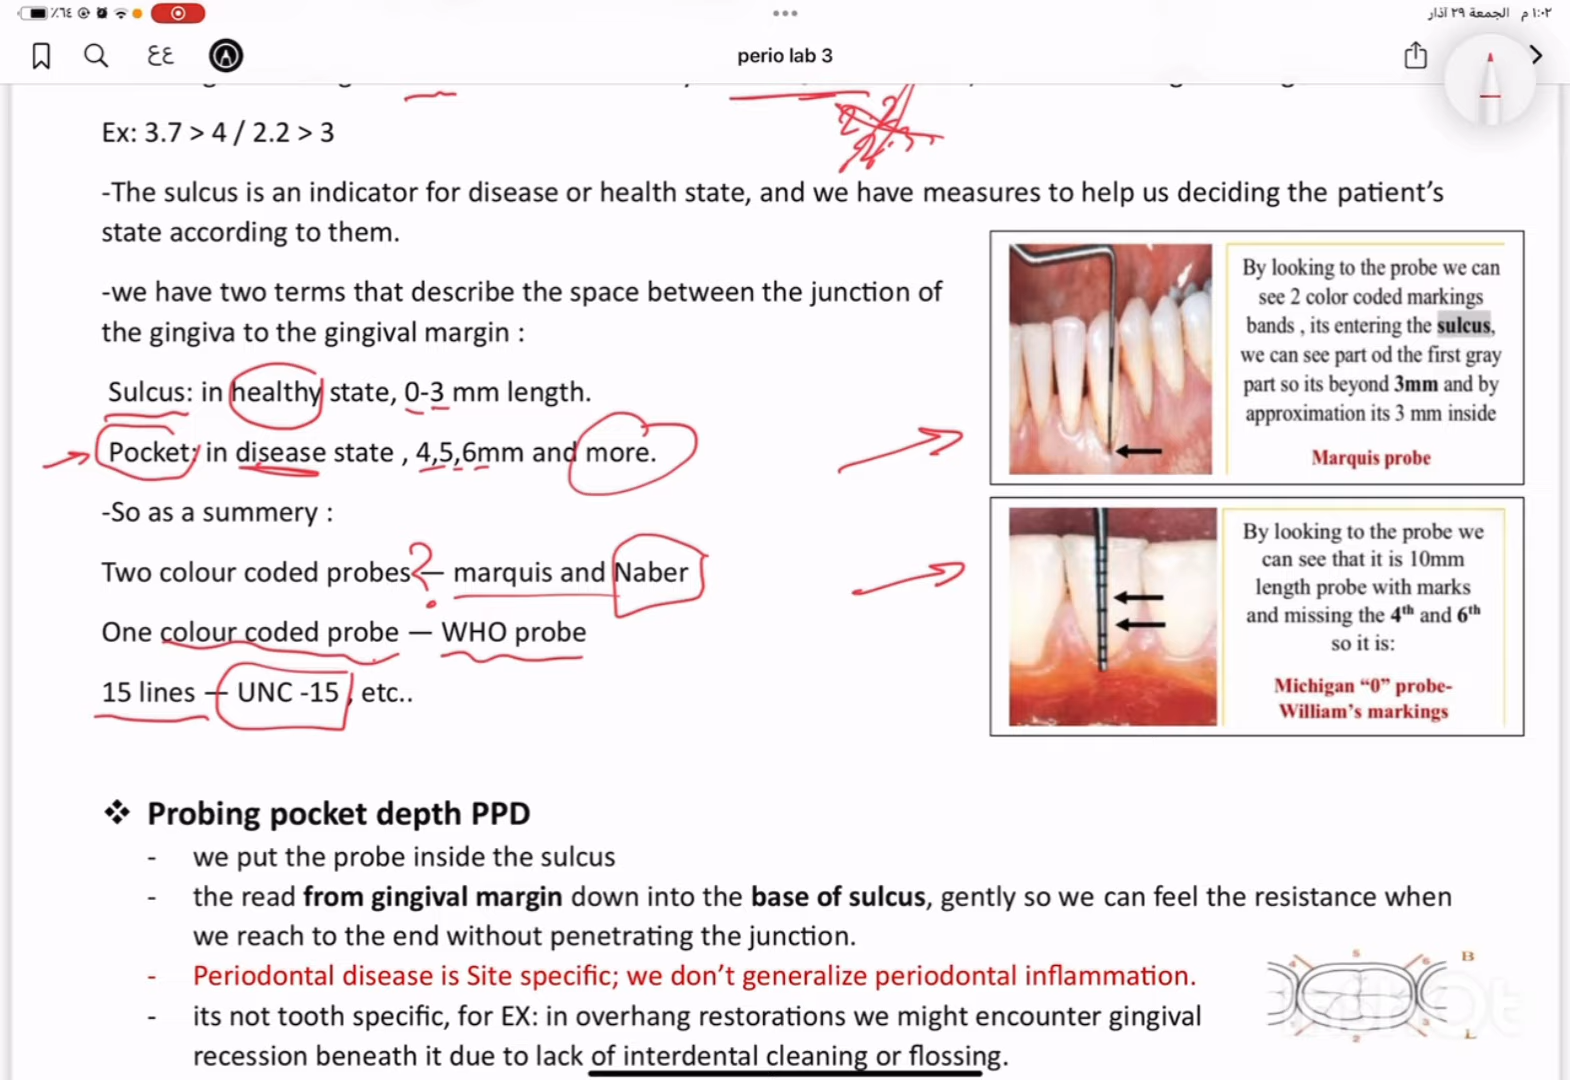 ٪٦٤
١:٠٢ م الجمعة ٢٩ آذار
perio lab 3
Ex: 3.7 > 4 / 2.2 > 3
-The sulcus is an indicator for disease or health state, and we have measures to help us deciding the patient's
state according to them.
-we have two terms that describe the space between the junction of
the gingiva to the gingival margin :
Sulcus: in healthy state, 0-3 mm length.
Pocket: in disease state , 4,5,6mm and more.
-So as a summery :
Two colour coded probes — marquis and Naber
?
One colour coded probe — WHO probe
15 lines — UNC -15, etc..
By looking to the probe we can
see 2 color coded markings
bands , its entering the sulcus,
we can see part od the first gray
part so its beyond 3mm and by
approximation its 3 mm inside
Marquis probe
By looking to the probe we
can see that it is 10mm
length probe with marks
and missing the 4th and 6th
so it is:
Michigan “0” probe-
William’s markings
❖ Probing pocket depth PPD
- we put the probe inside the sulcus
- the read from gingival margin down into the base of sulcus, gently so we can feel the resistance when
we reach to the end without penetrating the junction.
- Periodontal disease is Site specific; we don’t generalize periodontal inflammation.
- its not tooth specific, for EX: in overhang restorations we might encounter gingival
recession beneath it due to lack of interdental cleaning or flossing.
5
B
L
2